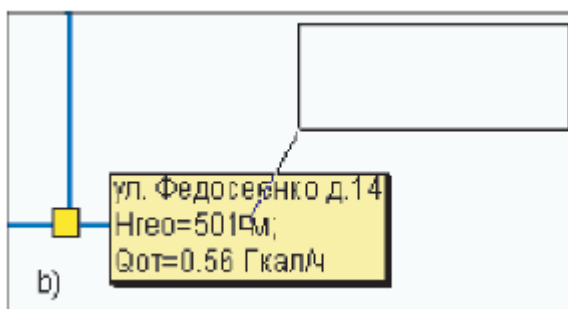 ул. Федосеенко д.14
Нгео=501 м;
Qот=0.56 Гкал/ч
b)